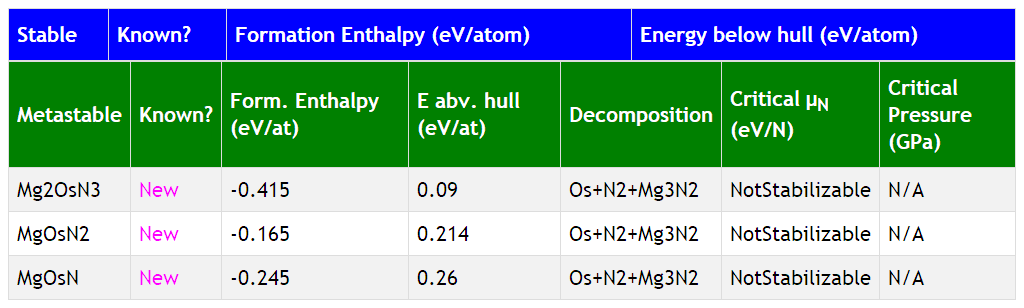 Stable Known? Formation Enthalpy (eV/atom) Energy below hull (eV/atom)
Metastable Known? Form. Enthalpy (eV/at) E abv. hull (eV/at) Decomposition Critical μN (eV/N) Critical Pressure (GPa)
Mg2OsN3 New -0.415 0.09 Os+N2+Mg3N2 NotStabilizable N/A
MgOsN2 New -0.165 0.214 Os+N2+Mg3N2 NotStabilizable N/A
MgOsN New -0.245 0.26 Os+N2+Mg3N2 NotStabilizable N/A